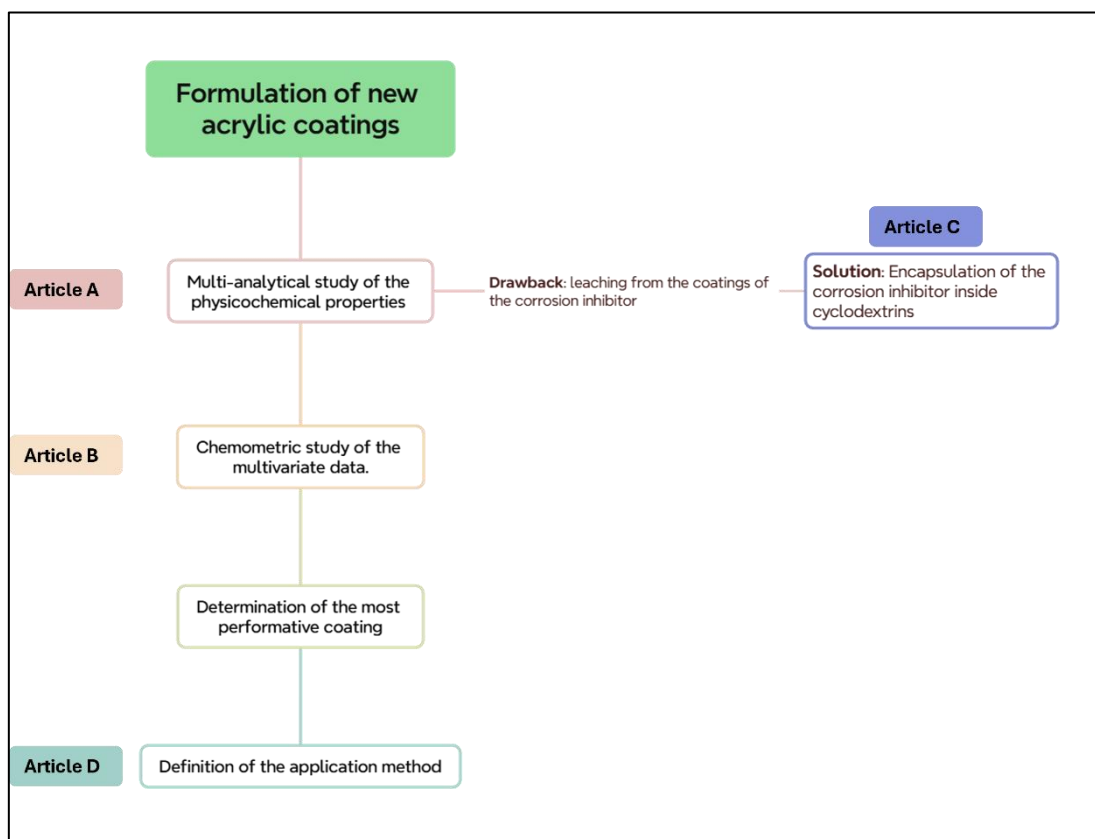 Formulation of new
acrylic coatings
Article C
Article A
Multi-analytical study of the
physicochemical properties
Drawback: leaching from the coatings of
the corrosion inhibitor
Solution: Encapsulation of the
corrosion inhibitor inside
cyclodextrins
Article B
Chemometric study of the
multivariate data.
Determination of the most
performative coating
Article D
Definition of the application method